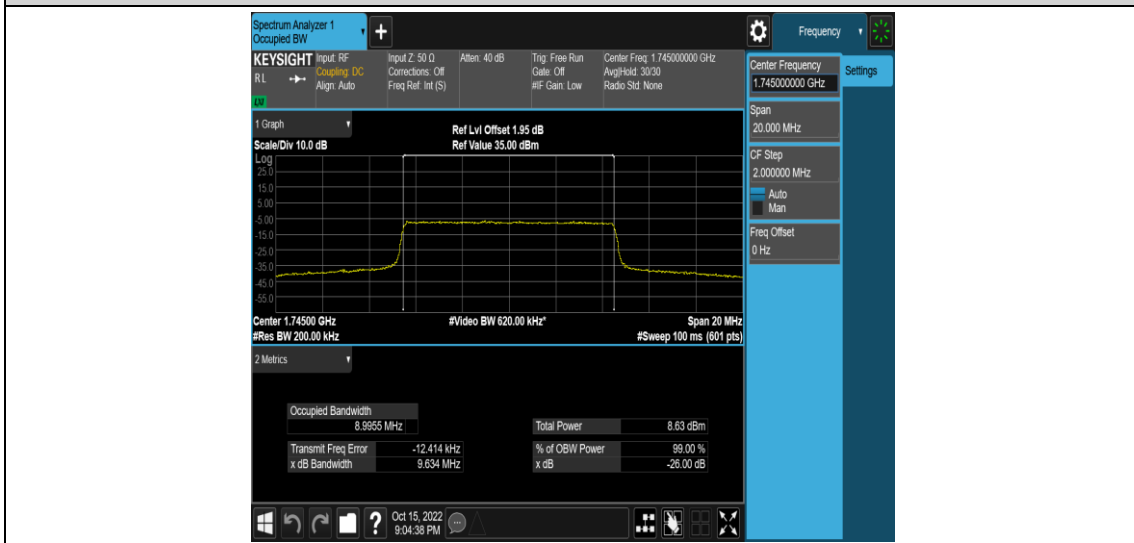 Spectrum Analyzer 1
Occupied BW
+
Frequency
KEYSIGHT
RL
LXI
Input: RF
Coupling: DC
Align: Auto
Input Z: 50 Ω
Corrections: Off
Freq Ref: Int (S)
Atten: 40 dB
Trig: Free Run
Gate: Off
#IF Gain: Low
Center Freq: 1.745000000 GHz
Avg|Hold: 30/30
Radio Std: None
Center Frequency
1.745000000 GHz
Settings
Span
20.000 MHz
CF Step
2.000000 MHz
Auto
Man
Freq Offset
0 Hz
1 Graph
Ref Lvl Offset 1.95 dB
Scale/Div 10.0 dB
Ref Value 35.00 dBm
Log
25.0
15.0
5.00
-5.00
-15.0
-25.0
-35.0
-45.0
-55.0
Center 1.74500 GHz
#Video BW 620.00 kHz*
Span 20 MHz
#Res BW 200.00 kHz
#Sweep 100 ms (601 pts)
2 Metrics
Occupied Bandwidth
8.9955 MHz
Total Power 8.63 dBm
Transmit Freq Error -12.414 kHz
% of OBW Power 99.00 %
x dB Bandwidth 9.634 MHz
x dB -26.00 dB
?
Oct 15, 2022
9:04:38 PM